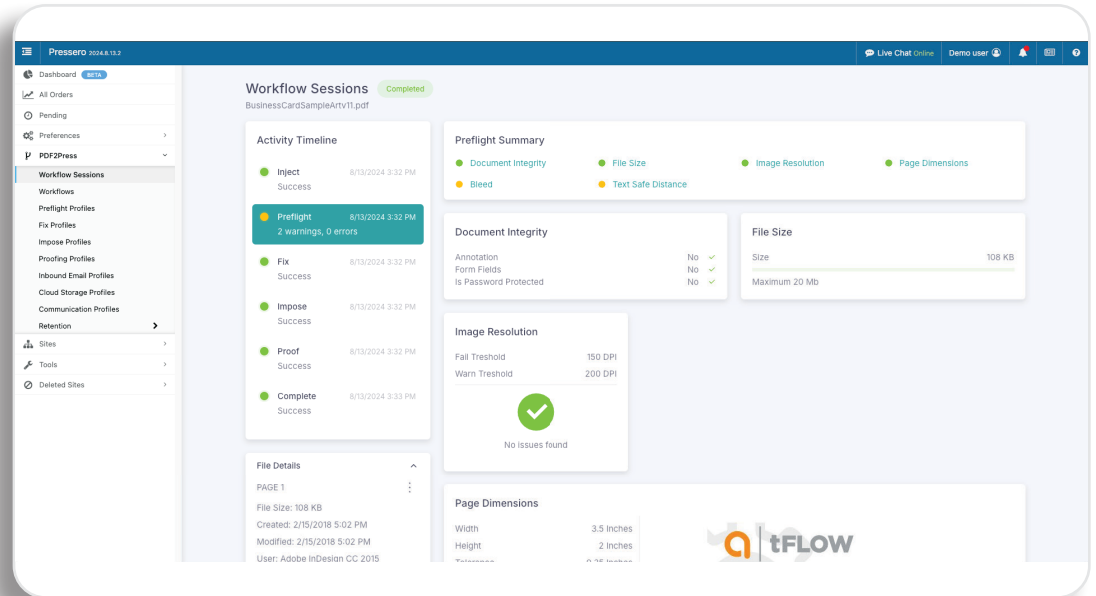 Pressero 2024.8.13.2
Live Chat Online
Demo user
Dashboard BETA
All Orders
Pending
Preferences
PDF2Press
Workflow Sessions
Workflows
Preflight Profiles
Fix Profiles
Impose Profiles
Proofing Profiles
Inbound Email Profiles
Cloud Storage Profiles
Communication Profiles
Retention
Sites
Tools
Deleted Sites
Workflow Sessions Completed
BusinessCardSampleArtv11.pdf
Activity Timeline
Inject 8/13/2024 3:32 PM
Success
Preflight 8/13/2024 3:32 PM
2 warnings, 0 errors
Fix 8/13/2024 3:32 PM
Success
Impose 8/13/2024 3:32 PM
Success
Proof 8/13/2024 3:32 PM
Success
Complete 8/13/2024 3:33 PM
Success
File Details
PAGE 1
File Size: 108 KB
Created: 2/15/2018 5:02 PM
Modified: 2/15/2018 5:02 PM
User: Adobe InDesign CC 2015
Preflight Summary
Document Integrity File Size Image Resolution Page Dimensions
Bleed Text Safe Distance
Document Integrity
Annotation No
Form Fields No
Is Password Protected No
File Size
Size 108 KB
Maximum 20 Mb
Image Resolution
Fail Treshold 150 DPI
Warn Treshold 200 DPI
No issues found
Page Dimensions
Width 3.5 Inches
Height 2 Inches
Tolerance 0.25 Inches
a tFLOW